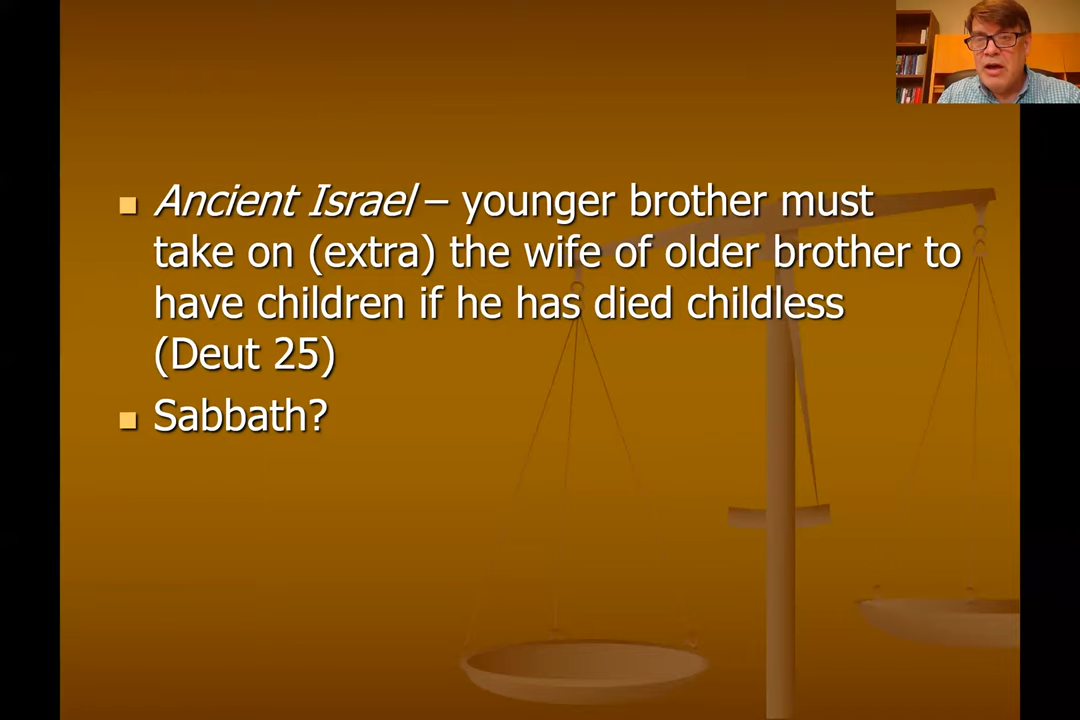 Ancient Israel – younger brother must
take on (extra) the wife of older brother to
have children if he has died childless
(Deut 25)
Sabbath?